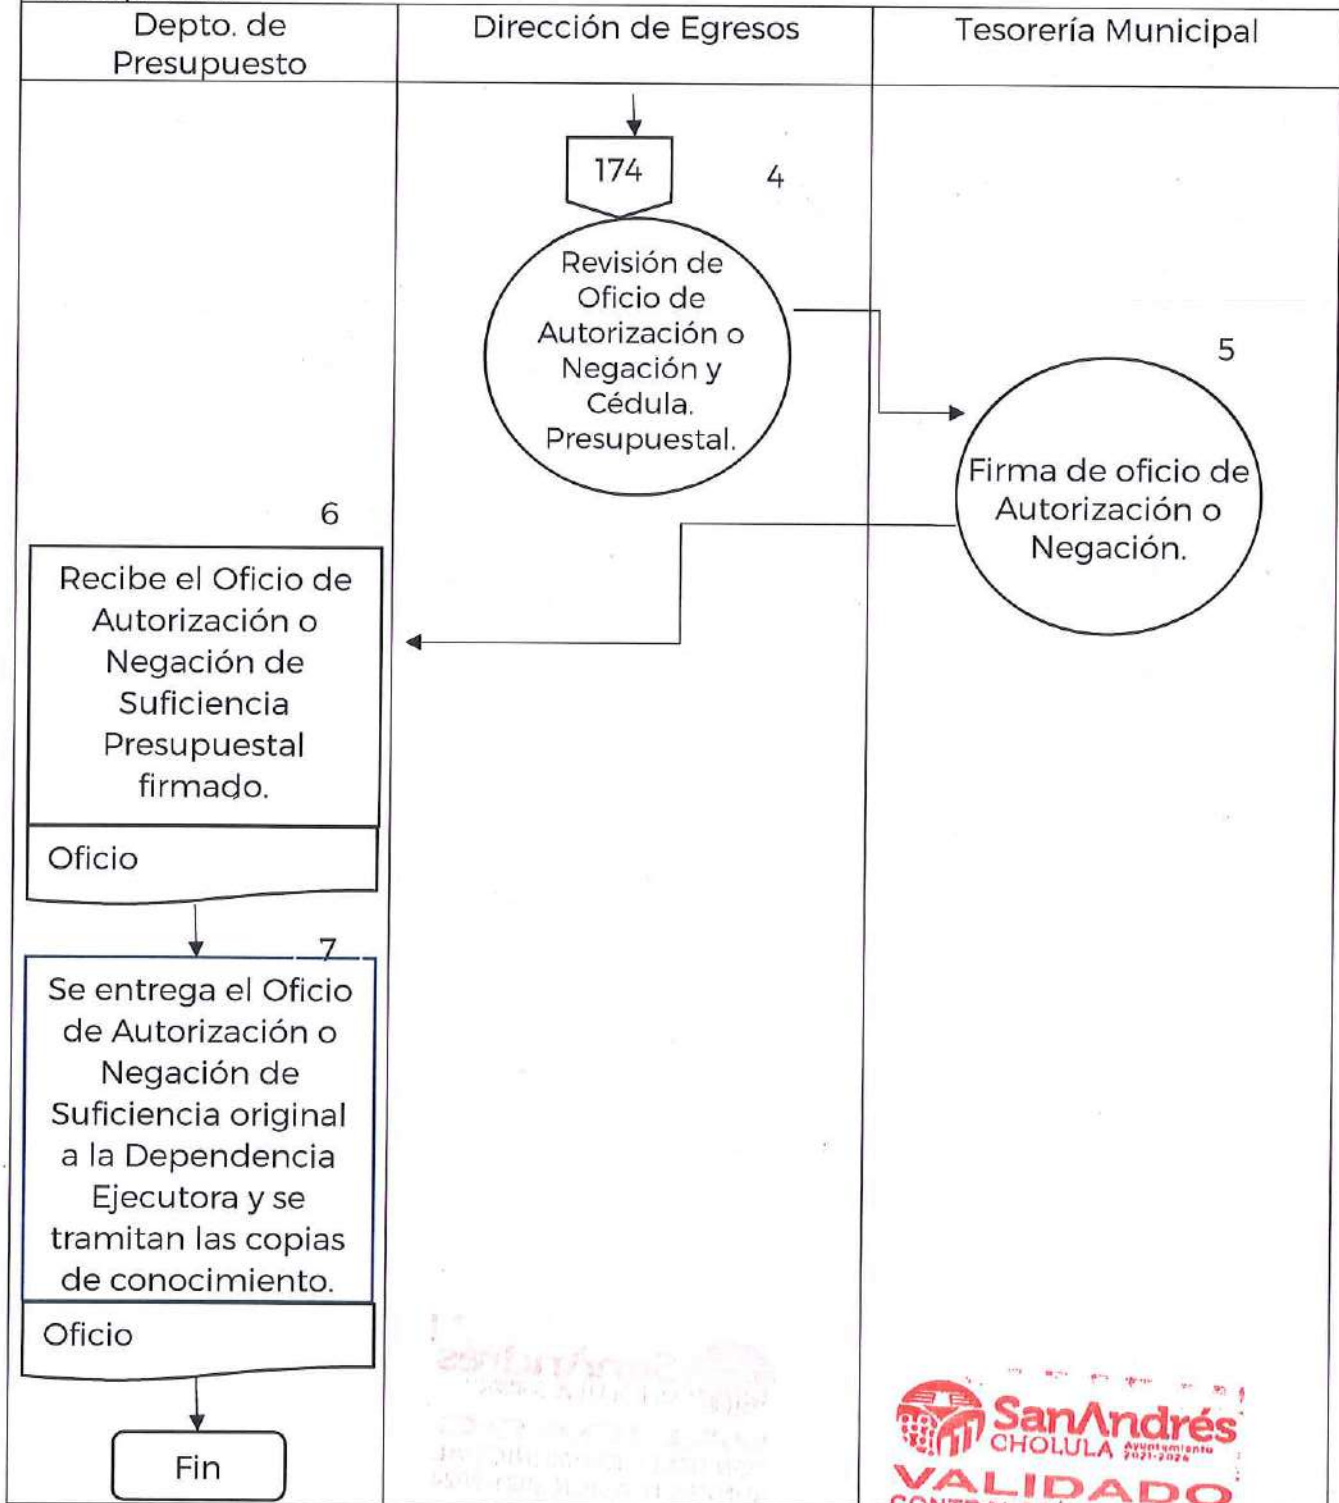 Depto. de
Presupuesto
Dirección de Egresos
Tesorería Municipal
174
4
Revisión de
Oficio de
Autorización o
Negación y
Cédula.
Presupuestal.
5
Firma de oficio de
Autorización o
Negación.
6
Recibe el Oficio de
Autorización o
Negación de
Suficiencia
Presupuestal
firmado.
Oficio
7
Se entrega el Oficio
de Autorización o
Negación de
Suficiencia original
a la Dependencia
Ejecutora y se
tramitan las copias
de conocimiento.
Oficio
Fin
SanAndrés
CHOLULA Ayuntamiento
VALIDADO